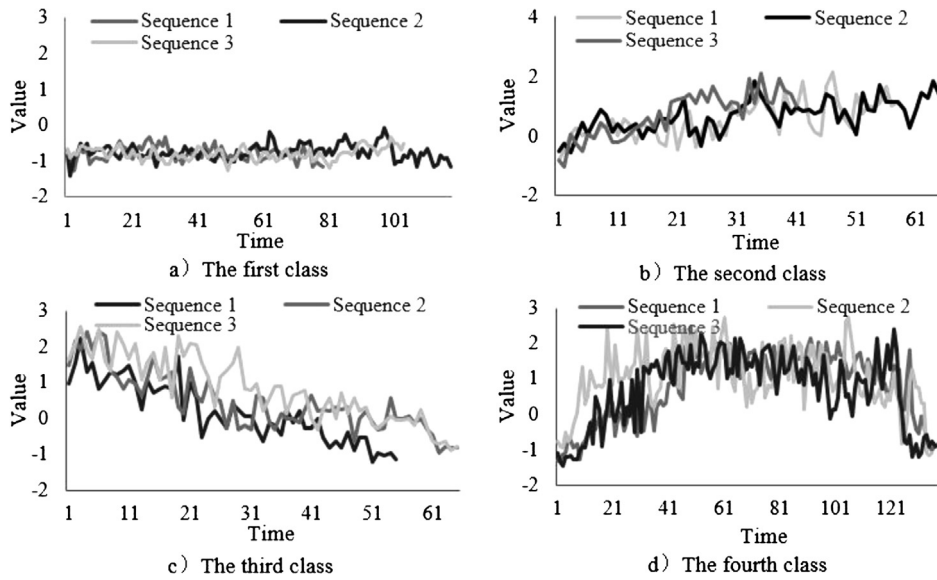 3
2
1
0
-1
-2
Value
Sequence 1
Sequence 2
Sequence 3
1 21 41 61 81 101
Time
a）The first class
4
2
0
-2
Value
Sequence 1
Sequence 2
Sequence 3
1 11 21 31 41 51 61
Time
b）The second class
3
2
1
0
-1
-2
Value
Sequence 1
Sequence 2
Sequence 3
1 11 21 31 41 51 61
Time
c）The third class
3
2
1
0
-1
-2
Value
Sequence 1
Sequence 2
Sequence 3
1 21 41 61 81 101 121
Time
d）The fourth class